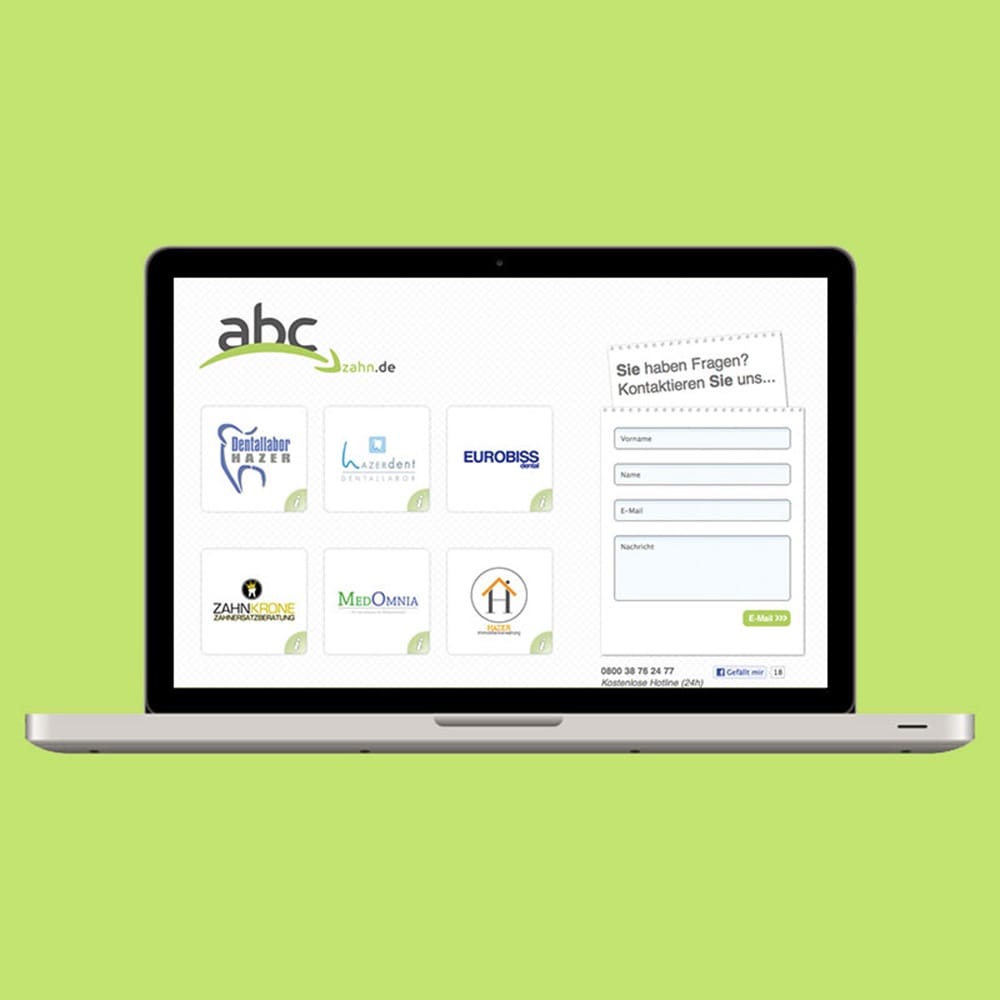 abc
zahn.de
Sie haben Fragen?
Kontaktieren Sie uns...
Dentallabor
HAZER
i
HAZERdent
DENTALLABOR
i
EUROBISS
dental
i
ZAHNKRONE
ZAHNERSATZBERATUNG
i
MEDOMNIA
i
H
HAZER
Immobilienverwaltung
i
Vorname
Name
E-Mail
Nachricht
E-Mail >>>
0800 38 76 24 77
Kostenlose Hotline (24h)
f Gefällt mir 18